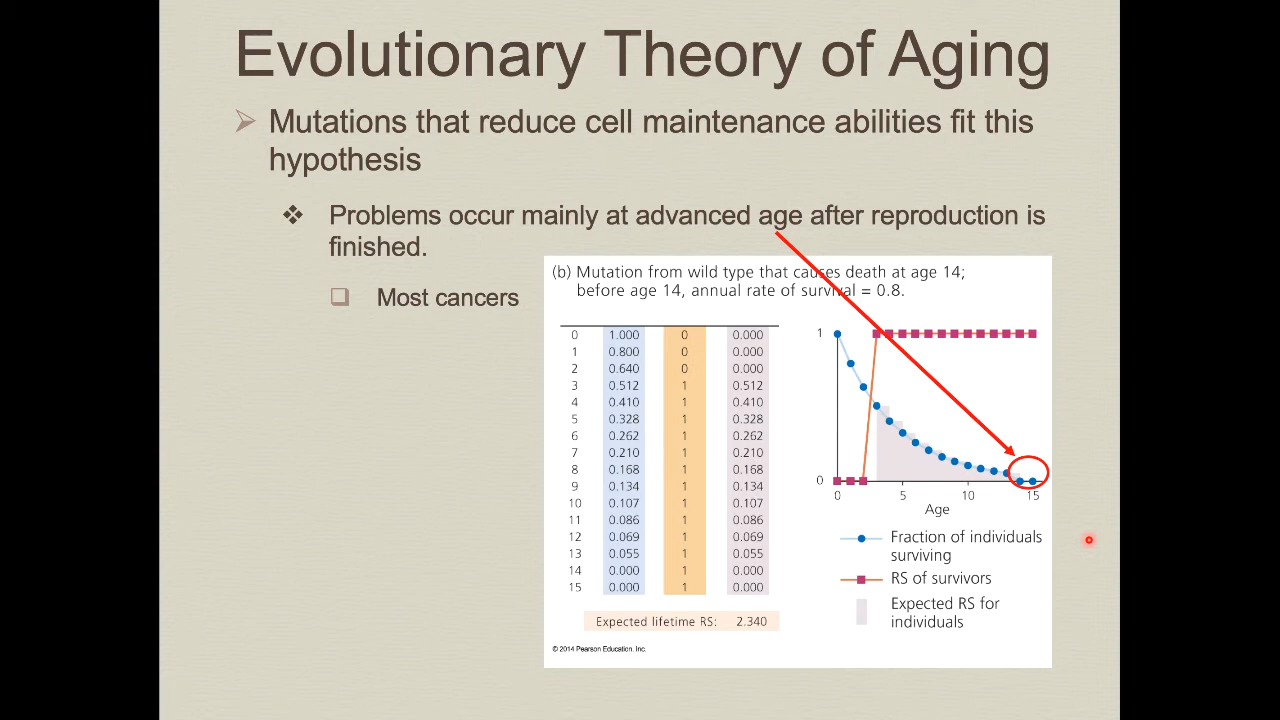 Evolutionary Theory of Aging
Mutations that reduce cell maintenance abilities fit this
hypothesis
Problems occur mainly at advanced age after reproduction is
finished.
Most cancers
(b) Mutation from wild type that causes death at age 14;
before age 14, annual rate of survival = 0.8.
0 1.000 0 0.000
1 0.800 0 0.000
2 0.640 0 0.000
3 0.512 1 0.512
4 0.410 1 0.410
5 0.328 1 0.328
6 0.262 1 0.262
7 0.210 1 0.210
8 0.168 1 0.168
9 0.134 1 0.134
10 0.107 1 0.107
11 0.086 1 0.086
12 0.069 1 0.069
13 0.055 1 0.055
14 0.000 1 0.000
15 0.000 1 0.000
Expected lifetime RS: 2.340
© 2014 Pearson Education, Inc.
1
0
0 5 10 15
Age
Fraction of individuals
surviving
RS of survivors
Expected RS for
individuals